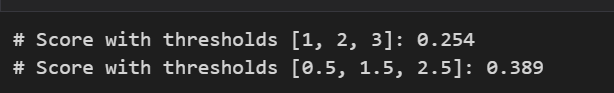 # Score with thresholds [1, 2, 3]: 0.254
# Score with thresholds [0.5, 1.5, 2.5]: 0.389